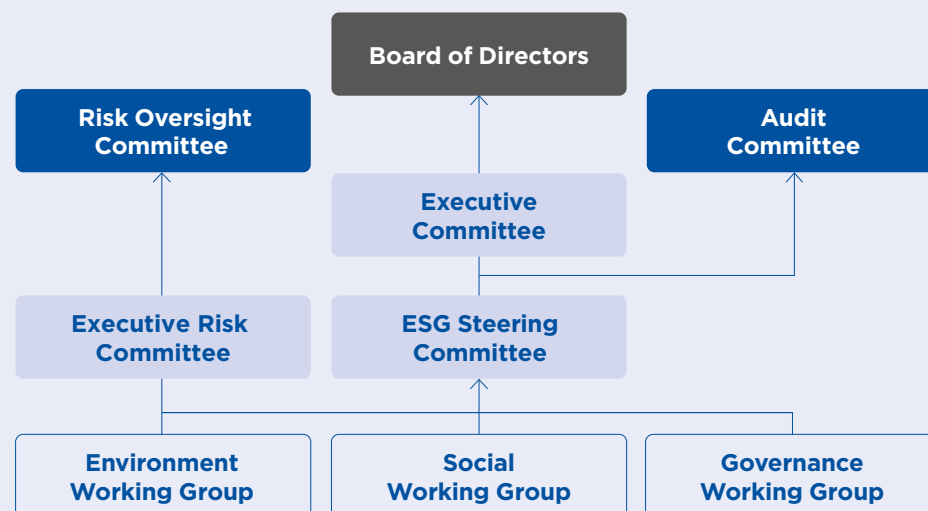 Board of Directors
Risk Oversight
Committee
Audit
Committee
Executive
Committee
Executive Risk
Committee
ESG Steering
Committee
Environment
Working Group
Social
Working Group
Governance
Working Group